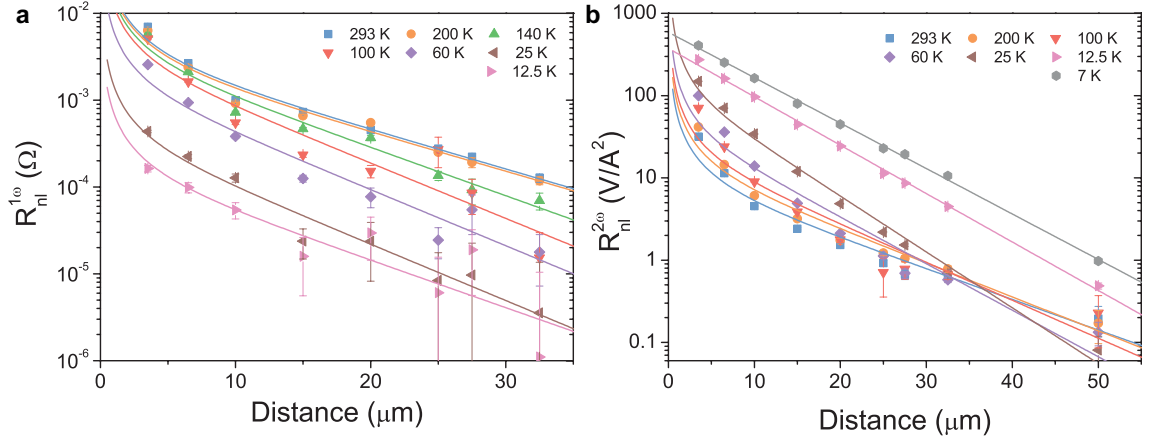 a
R_nl^1ω (Ω)
10^-2
10^-3
10^-4
10^-5
10^-6
293 K 200 K 140 K
100 K 60 K 25 K
12.5 K
0 10 20 30
Distance (μm)
b
R_nl^2ω (V/A²)
1000
100
10
1
0.1
293 K 200 K 100 K
60 K 25 K 12.5 K
7 K
0 10 20 30 40 50
Distance (μm)